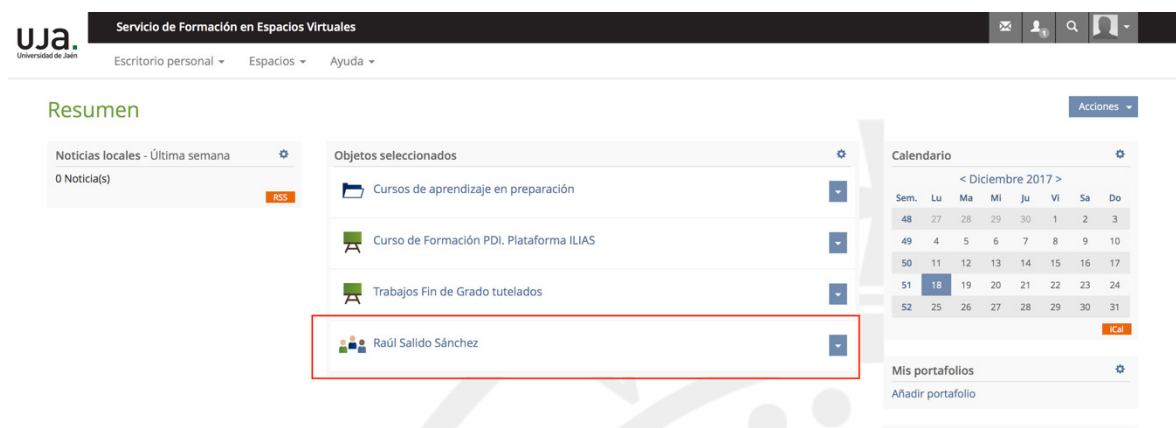 uja.
Universidad de Jaén
Servicio de Formación en Espacios Virtuales
1
Escritorio personal
Espacios
Ayuda
Resumen
Acciones
Noticias locales - Última semana
0 Noticia(s)
RSS
Objetos seleccionados
Cursos de aprendizaje en preparación
Curso de Formación PDI. Plataforma ILIAS
Trabajos Fin de Grado tutelados
Raúl Salido Sánchez
Calendario
< Diciembre 2017 >
Sem. Lu Ma Mi Ju Vi Sa Do
48 27 28 29 30 1 2 3
49 4 5 6 7 8 9 10
50 11 12 13 14 15 16 17
51 18 19 20 21 22 23 24
52 25 26 27 28 29 30 31
iCal
Mis portafolios
Añadir portafolio